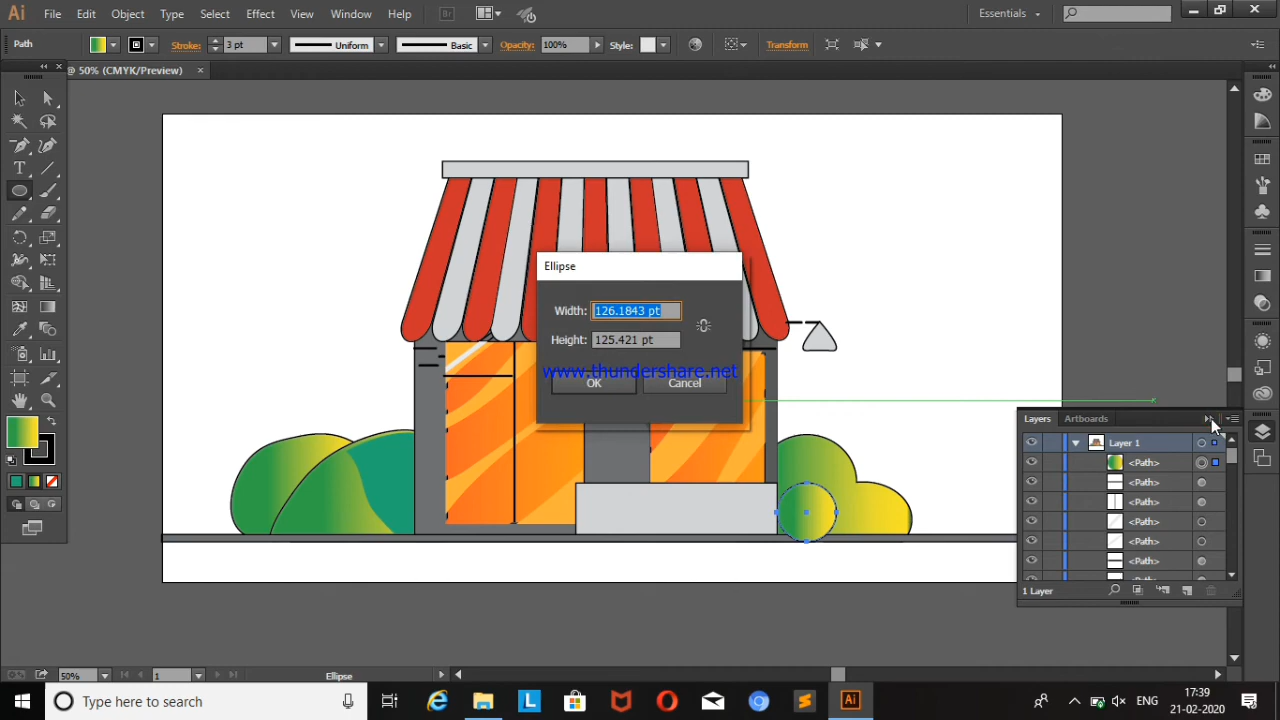 Ai File Edit Object Type Select Effect View Window Help Br Essentials
Path Stroke: 3 pt Uniform Basic Opacity: 100% Style: Transform
@ 50% (CMYK/Preview)
Ellipse
Width: 126.1843 pt
Height: 125.421 pt
www.thundershare.net
OK Cancel
Layers Artboards
Layer 1
<Path>
<Path>
<Path>
<Path>
<Path>
<Path>
1 Layer
50% 1 Ellipse
Type here to search
L Ai ENG
17:39
21-02-2020